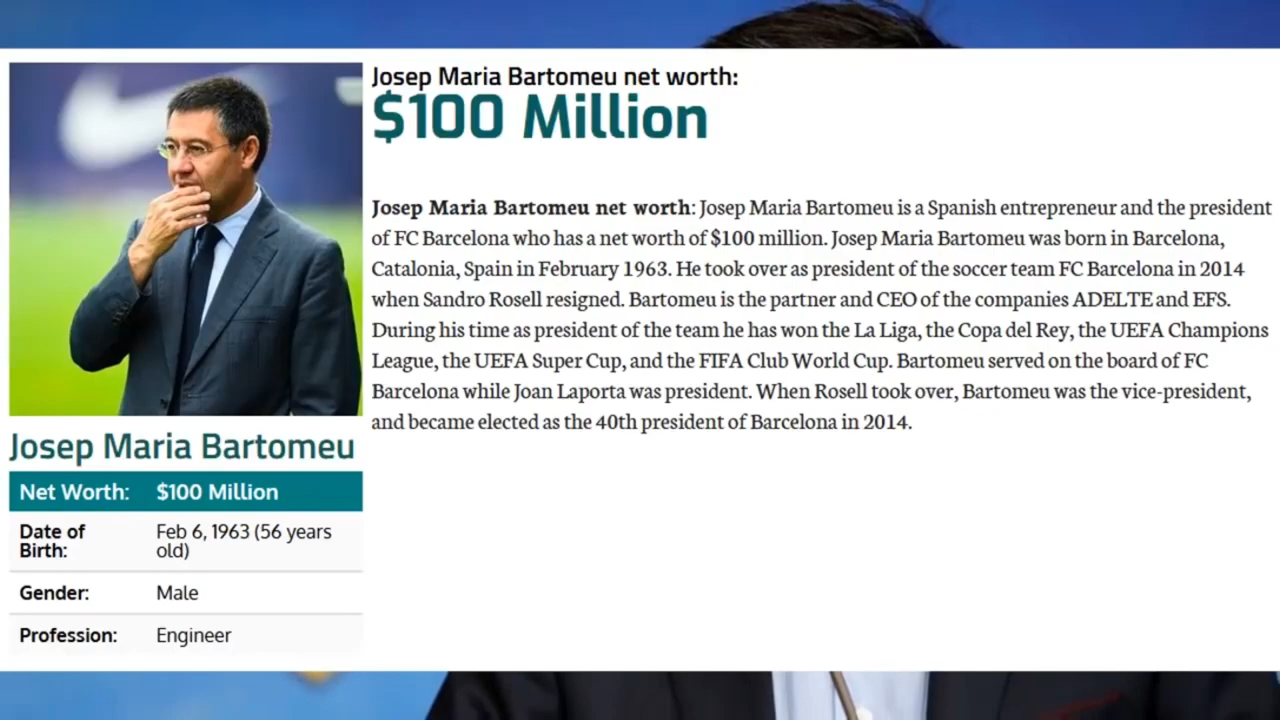 Josep Maria Bartomeu net worth:
$100 Million
Josep Maria Bartomeu net worth: Josep Maria Bartomeu is a Spanish entrepreneur and the president
of FC Barcelona who has a net worth of $100 million. Josep Maria Bartomeu was born in Barcelona,
Catalonia, Spain in February 1963. He took over as president of the soccer team FC Barcelona in 2014
when Sandro Rosell resigned. Bartomeu is the partner and CEO of the companies ADELTE and EFS.
During his time as president of the team he has won the La Liga, the Copa del Rey, the UEFA Champions
League, the UEFA Super Cup, and the FIFA Club World Cup. Bartomeu served on the board of FC
Barcelona while Joan Laporta was president. When Rosell took over, Bartomeu was the vice-president,
and became elected as the 40th president of Barcelona in 2014.
Josep Maria Bartomeu
Net Worth: $100 Million
Date of Birth: Feb 6, 1963 (56 years
old)
Gender: Male
Profession: Engineer